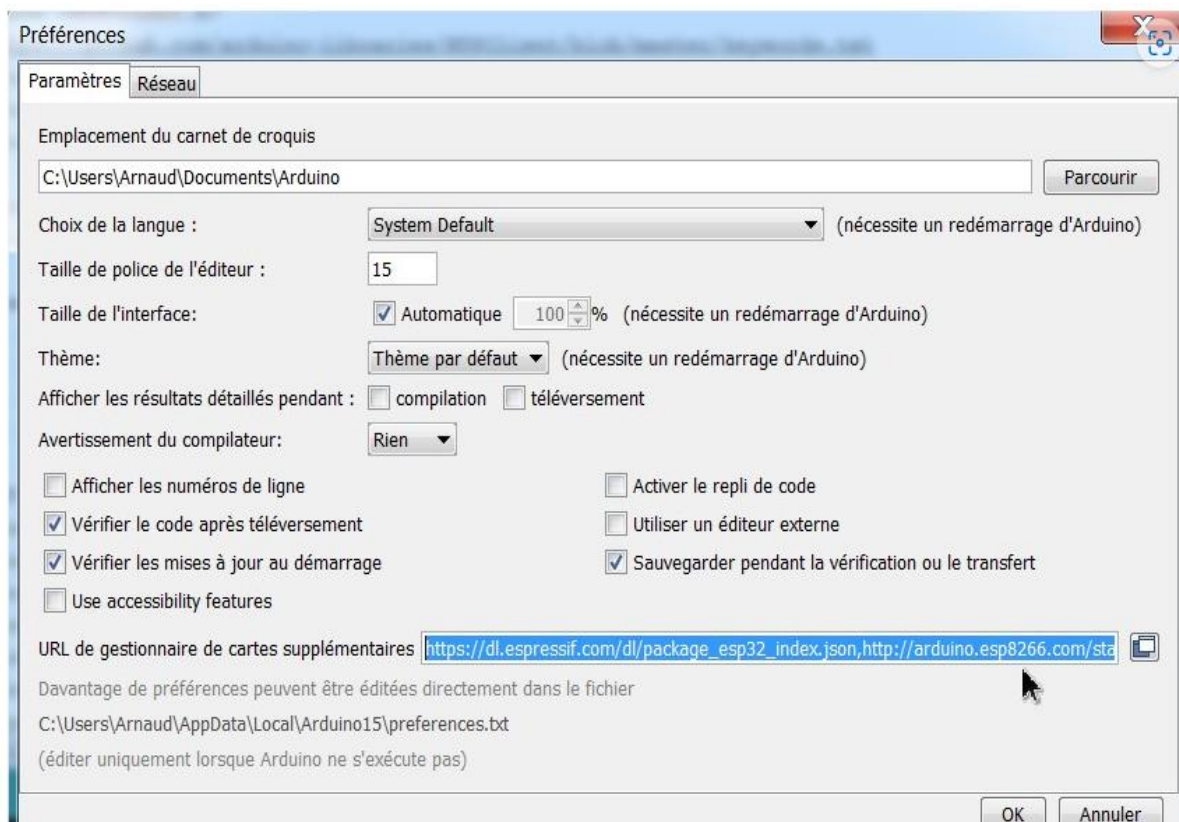 Préférences
Paramètres Réseau
Emplacement du carnet de croquis
C:\Users\Arnaud\Documents\Arduino Parcourir
Choix de la langue : System Default (nécessite un redémarrage d'Arduino)
Taille de police de l'éditeur : 15
Taille de l'interface: Automatique 100 % (nécessite un redémarrage d'Arduino)
Thème: Thème par défaut (nécessite un redémarrage d'Arduino)
Afficher les résultats détaillés pendant : compilation téléversement
Avertissement du compilateur: Rien
Afficher les numéros de ligne Activer le repli de code
Vérifier le code après téléversement Utiliser un éditeur externe
Vérifier les mises à jour au démarrage Sauvegarder pendant la vérification ou le transfert
Use accessibility features
URL de gestionnaire de cartes supplémentaires https://dl.espressif.com/dl/package_esp32_index.json,http://arduino.esp8266.com/sta
Davantage de préférences peuvent être éditées directement dans le fichier
C:\Users\Arnaud\AppData\Local\Arduino15\preferences.txt
(éditer uniquement lorsque Arduino ne s'exécute pas)
OK Annuler